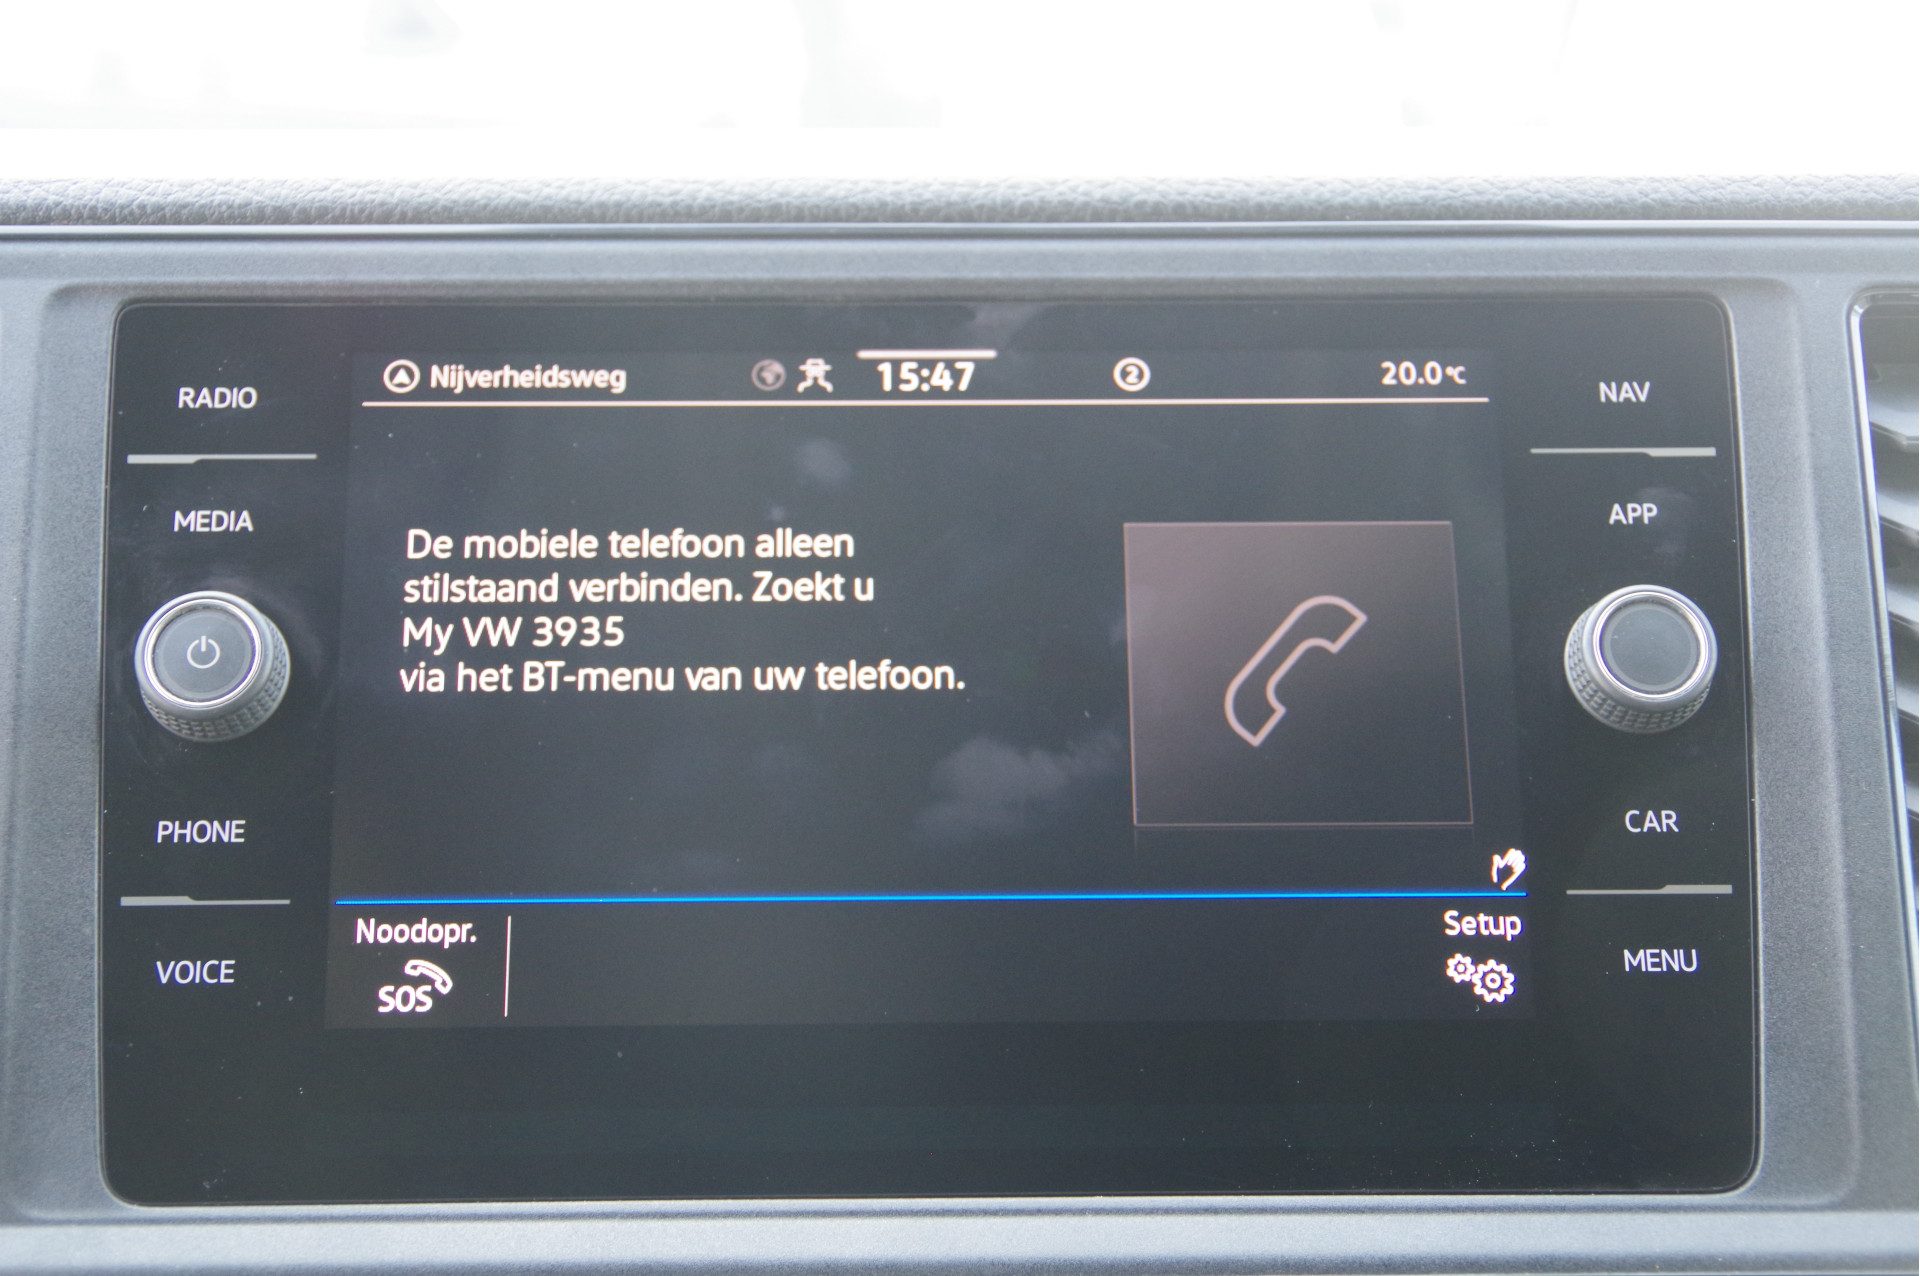 RADIO
MEDIA
PHONE
VOICE
Nijverheidsweg
15:47
2
20.0°C
De mobiele telefoon alleen
stilstaand verbinden. Zoekt u
My VW 3935
via het BT-menu van uw telefoon.
Noodopr.
SOS
Setup
NAV
APP
CAR
MENU